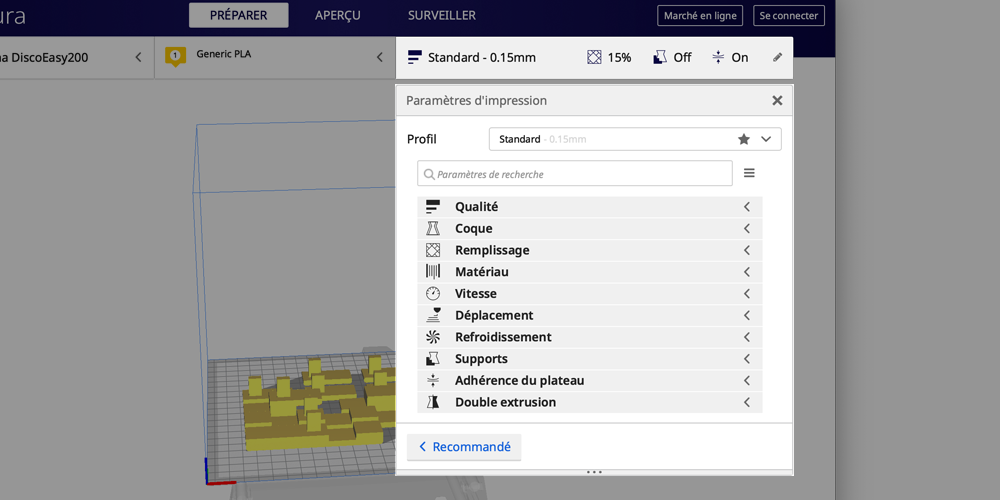 PRÉPARER APERÇU SURVEILLER Marché en ligne Se connecter
DiscoEasy200 1 Generic PLA Standard - 0.15mm 15% Off On
Paramètres d'impression
Profil Standard - 0.15mm
Paramètres de recherche
Qualité
Coque
Remplissage
Matériau
Vitesse
Déplacement
Refroidissement
Supports
Adhérence du plateau
Double extrusion
Recommandé